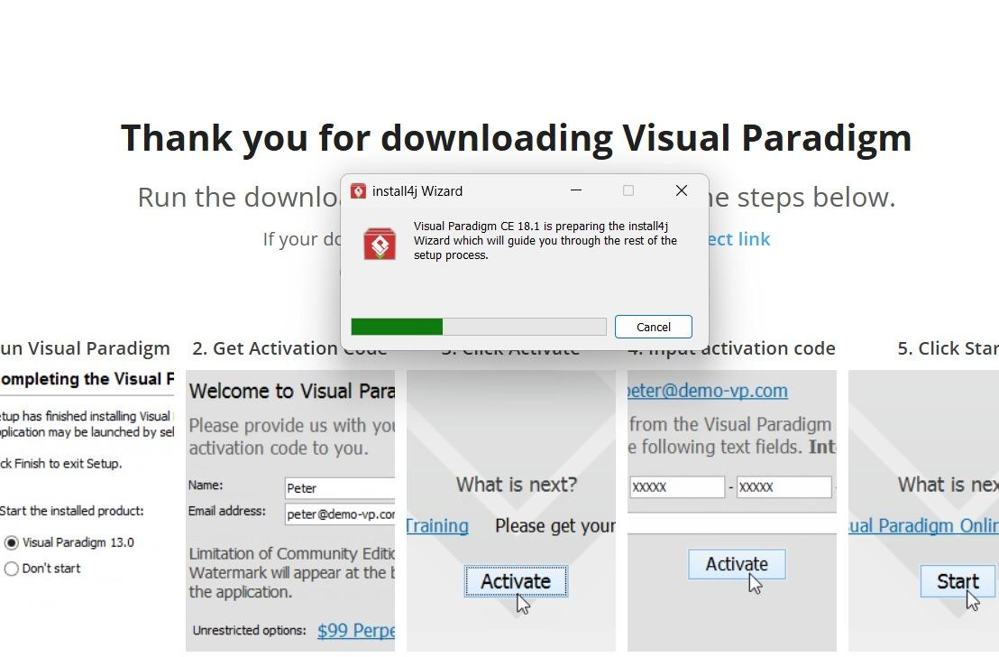 Thank you for downloading Visual Paradigm
Run the downlo
e steps below.
install4j Wizard
Visual Paradigm CE 18.1 is preparing the install4j
Wizard which will guide you through the rest of the
setup process.
Cancel
If your do
ect link
un Visual Paradigm
ompleting the Visual P
etup has finished installing Visual
plication may be launched by sel
ck Finish to exit Setup.
Start the installed product:
Visual Paradigm 13.0
Don't start
2. Get Activation Code
Welcome to Visual Para
Please provide us with you
activation code to you.
Name:
Peter
Email address:
peter@demo-vp.cor
Limitation of Community Editio
Watermark will appear at the b
the application.
Unrestricted options: $99 Perpe
3. Click Activate
What is next?
Training Please get your
Activate
4. Input activation code
peter@demo-vp.com
from the Visual Paradigm
e following text fields. Int
XXXXX - XXXXX -
Activate
5. Click Star
What is nex
sual Paradigm Onlin
Start